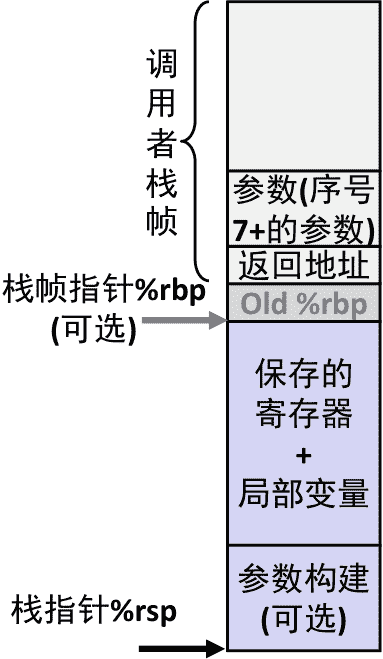 调用者栈帧
参数(序号
7+的参数)
返回地址
栈帧指针%rbp
(可选)
Old %rbp
保存的
寄存器
+
局部变量
参数构建
(可选)
栈指针%rsp